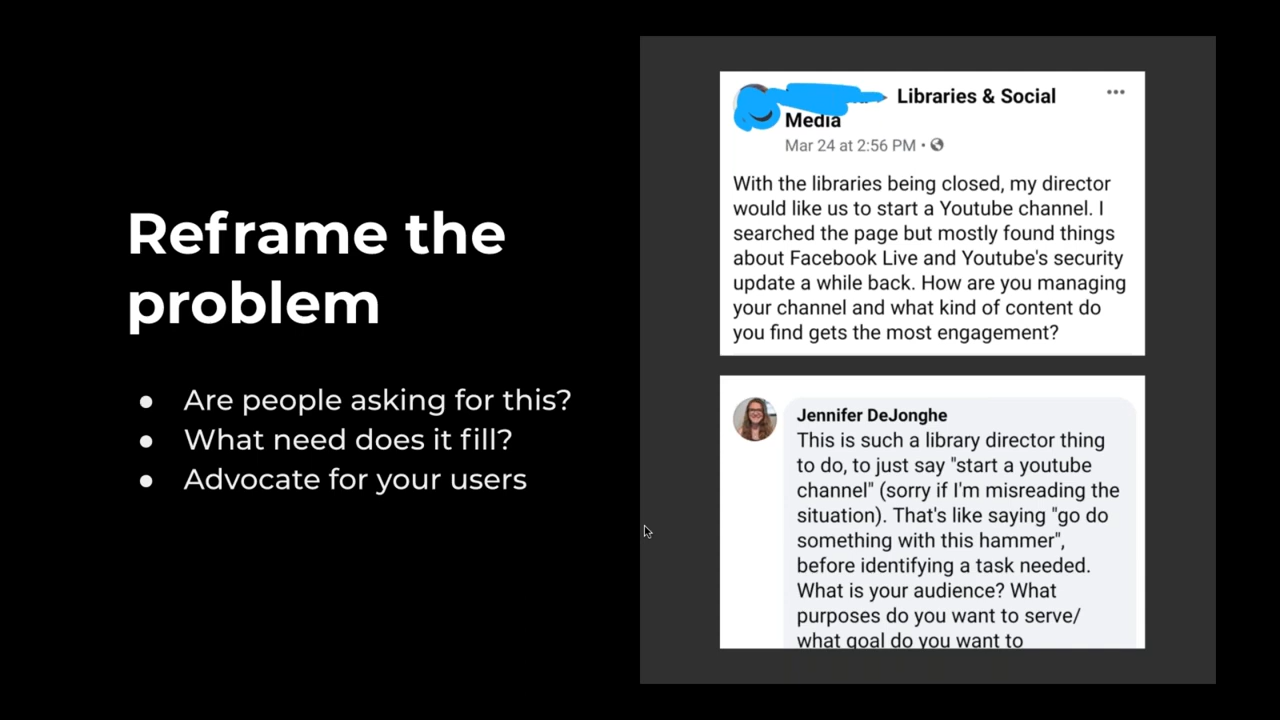 Reframe the
problem
● Are people asking for this?
● What need does it fill?
● Advocate for your users
Libraries & Social
Media
Mar 24 at 2:56 PM •
With the libraries being closed, my director
would like us to start a Youtube channel. I
searched the page but mostly found things
about Facebook Live and Youtube's security
update a while back. How are you managing
your channel and what kind of content do
you find gets the most engagement?
Jennifer DeJonghe
This is such a library director thing
to do, to just say "start a youtube
channel" (sorry if I'm misreading the
situation). That's like saying "go do
something with this hammer",
before identifying a task needed.
What is your audience? What
purposes do you want to serve/
what goal do you want to